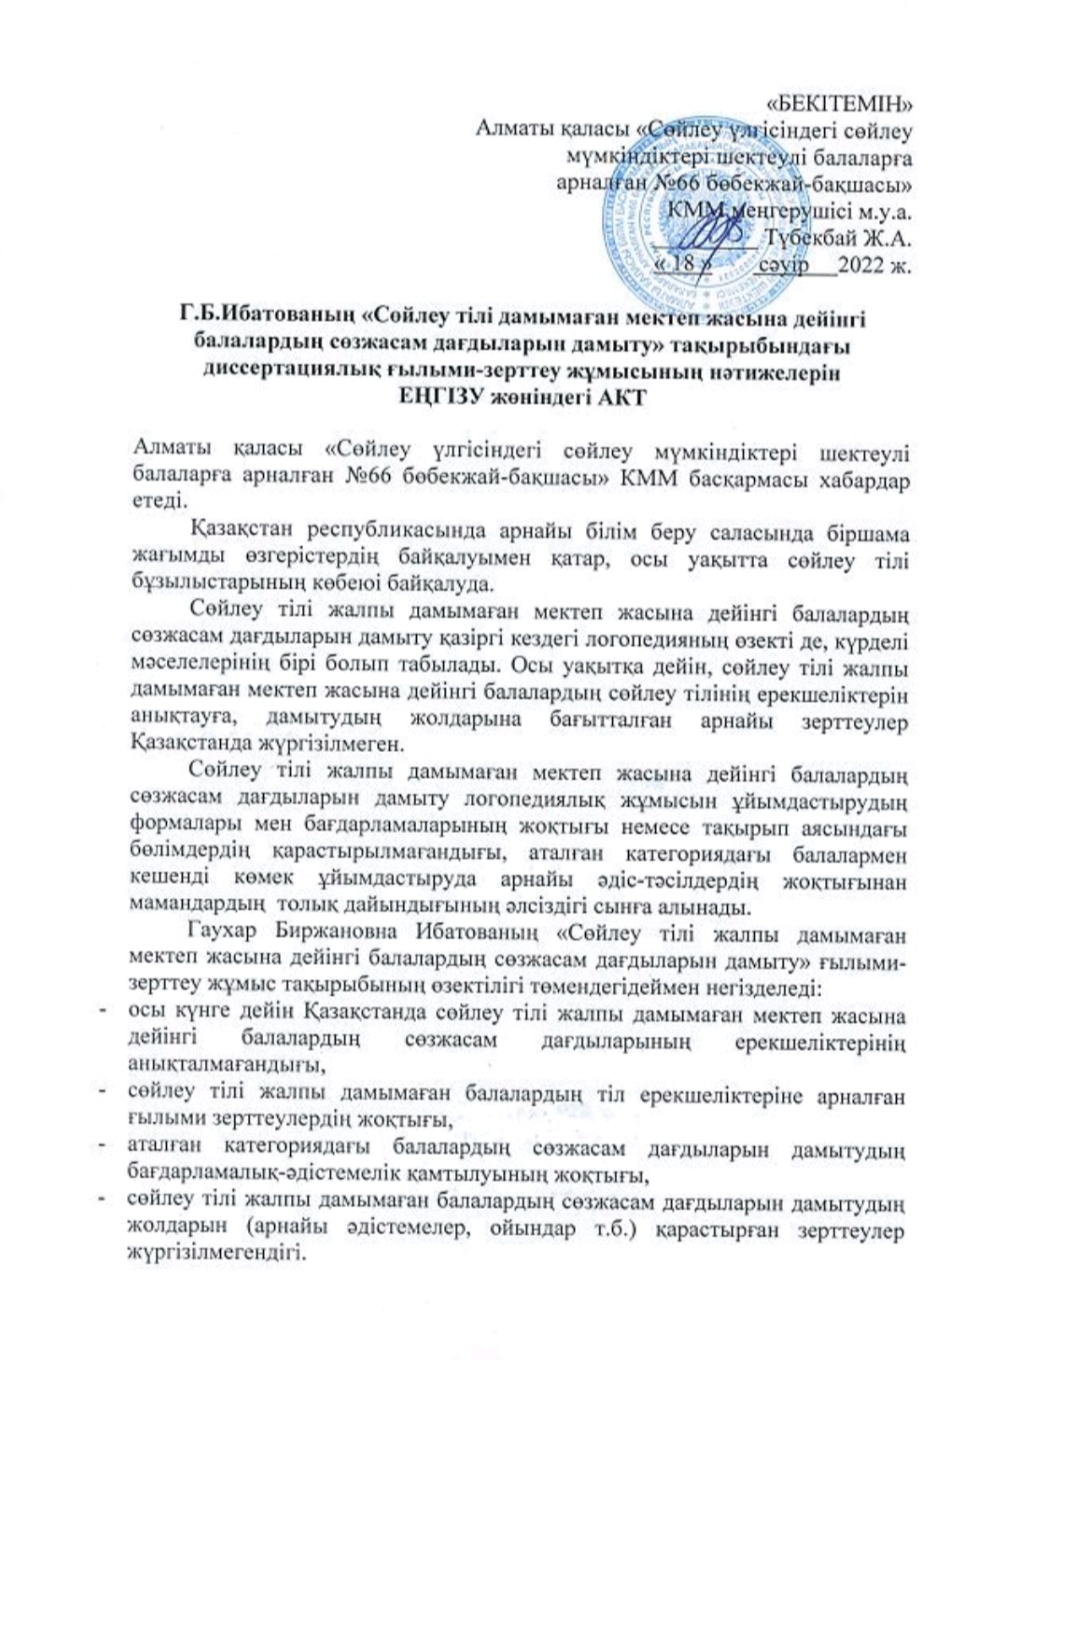 «БЕКІТЕМІН»
Алматы қаласы «Сөйлеу үлгісіндегі сөйлеу
мүмкіндіктері шектеулі балаларға
арналған №66 бөбекжай-бақшасы»
КММ меңгерушісі м.у.а.
_________ Түбекбай Ж.А.
« 18 » ___сәуір___2022 ж.
Г.Б.Ибатованың «Сөйлеу тілі дамымаған мектеп жасына дейінгі
балалардың сөзжасам дағдыларын дамыту» тақырыбындағы
диссертациялық ғылыми-зерттеу жұмысының нәтижелерін
ЕҢГІЗУ жөніндегі АКТ
Алматы қаласы «Сөйлеу үлгісіндегі сөйлеу мүмкіндіктері шектеулі
балаларға арналған №66 бөбекжай-бақшасы» КММ басқармасы хабардар
етеді.
Қазақстан республикасында арнайы білім беру саласында біршама
жағымды өзгерістердің байқалуымен қатар, осы уақытта сөйлеу тілі
бұзылыстарының көбеюі байқалуда.
Сөйлеу тілі жалпы дамымаған мектеп жасына дейінгі балалардың
сөзжасам дағдыларын дамыту қазіргі кездегі логопедияның өзекті де, күрделі
мәселелерінің бірі болып табылады. Осы уақытқа дейін, сөйлеу тілі жалпы
дамымаған мектеп жасына дейінгі балалардың сөйлеу тілінің ерекшеліктерін
анықтауға, дамытудың жолдарына бағытталған арнайы зерттеулер
Қазақстанда жүргізілмеген.
Сөйлеу тілі жалпы дамымаған мектеп жасына дейінгі балалардың
сөзжасам дағдыларын дамыту логопедиялық жұмысын ұйымдастырудың
формалары мен бағдарламаларының жоқтығы немесе тақырып аясындағы
бөлімдердің қарастырылмағандығы, аталған категориядағы балалармен
кешенді көмек ұйымдастыруда арнайы әдіс-тәсілдердің жоқтығынан
мамандардың толық дайындығының әлсіздігі сынға алынады.
Гаухар Биржановна Ибатованың «Сөйлеу тілі жалпы дамымаған
мектеп жасына дейінгі балалардың сөзжасам дағдыларын дамыту» ғылыми-
зерттеу жұмыс тақырыбының өзектілігі төмендегідеймен негізделеді:
- осы күнге дейін Қазақстанда сөйлеу тілі жалпы дамымаған мектеп жасына
дейінгі балалардың сөзжасам дағдыларының ерекшеліктерінің
анықталмағандығы,
- сөйлеу тілі жалпы дамымаған балалардың тіл ерекшеліктеріне арналған
ғылыми зерттеулердің жоқтығы,
- аталған категориядағы балалардың сөзжасам дағдыларын дамытудың
бағдарламалық-әдістемелік қамтылуының жоқтығы,
- сөйлеу тілі жалпы дамымаған балалардың сөзжасам дағдыларын дамытудың
жолдарын (арнайы әдістемелер, ойындар т.б.) қарастырған зерттеулер
жүргізілмегендігі.